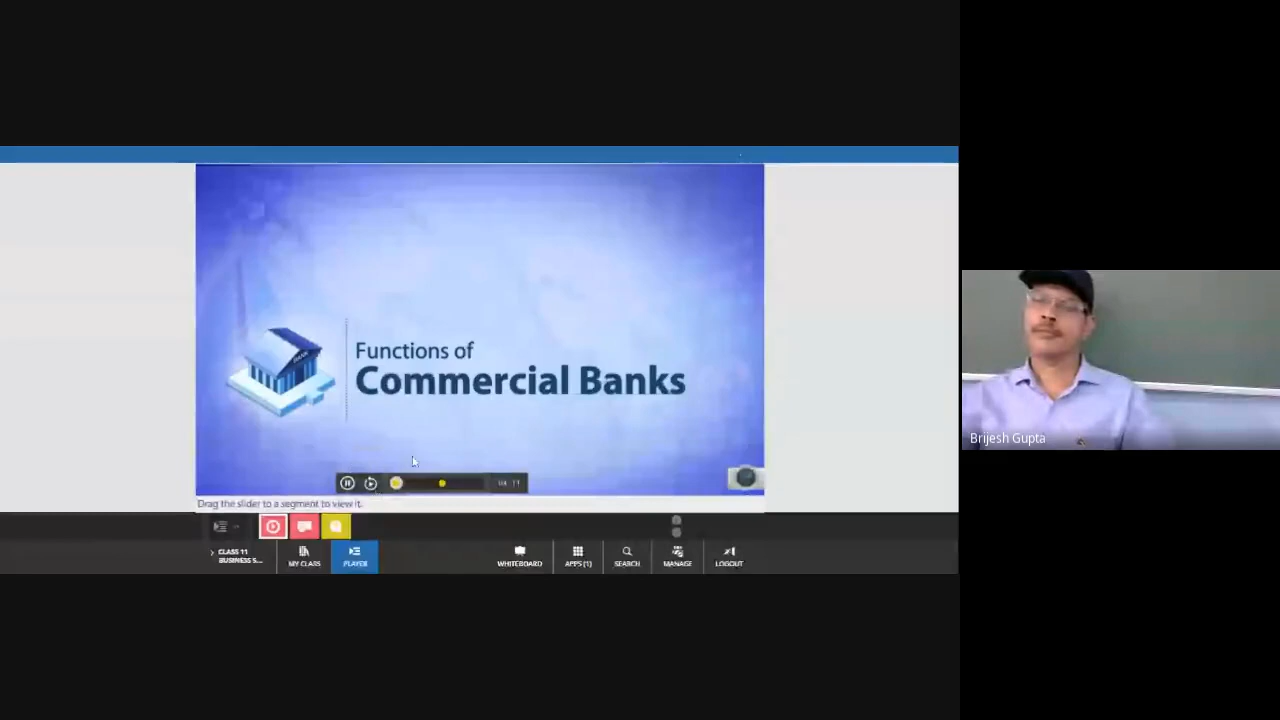 Functions of
Commercial Banks
Drag the slider to a segment to view it.
CLASS 11
BUSINESS S...
MY CLASS
PLAYER
WHITEBOARD
APPS (1)
SEARCH
MANAGE
LOGOUT
Brijesh Gupta